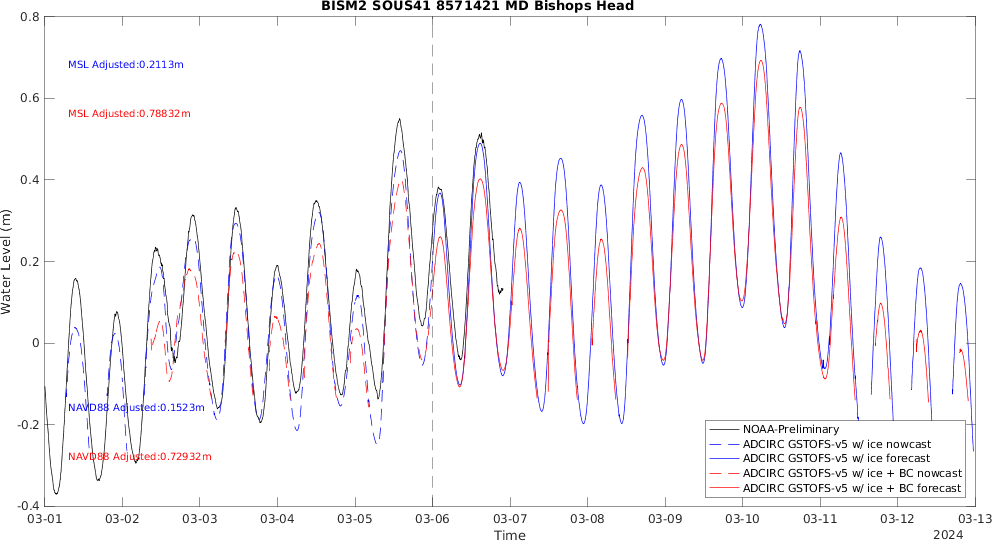 BISM2 SOUS41 8571421 MD Bishops Head
Water Level (m)
0.8
0.6
0.4
0.2
0
-0.2
-0.4
MSL Adjusted:0.2113m
MSL Adjusted:0.78832m
NAVD88 Adjusted:0.1523m
NAVD88 Adjusted:0.72932m
NOAA-Preliminary
ADCIRC GSTOFS-v5 w/ ice nowcast
ADCIRC GSTOFS-v5 w/ ice forecast
ADCIRC GSTOFS-v5 w/ ice + BC nowcast
ADCIRC GSTOFS-v5 w/ ice + BC forecast
03-01 03-02 03-03 03-04 03-05 03-06 03-07 03-08 03-09 03-10 03-11 03-12 03-13
Time
2024